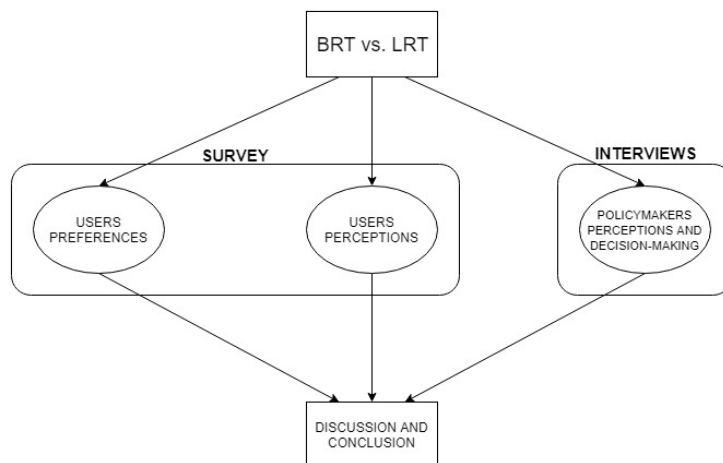 BRT vs. LRT
SURVEY
INTERVIEWS
USERS
PREFERENCES
USERS
PERCEPTIONS
POLICYMAKERS
PERCEPTIONS AND
DECISION-MAKING
DISCUSSION AND
CONCLUSION